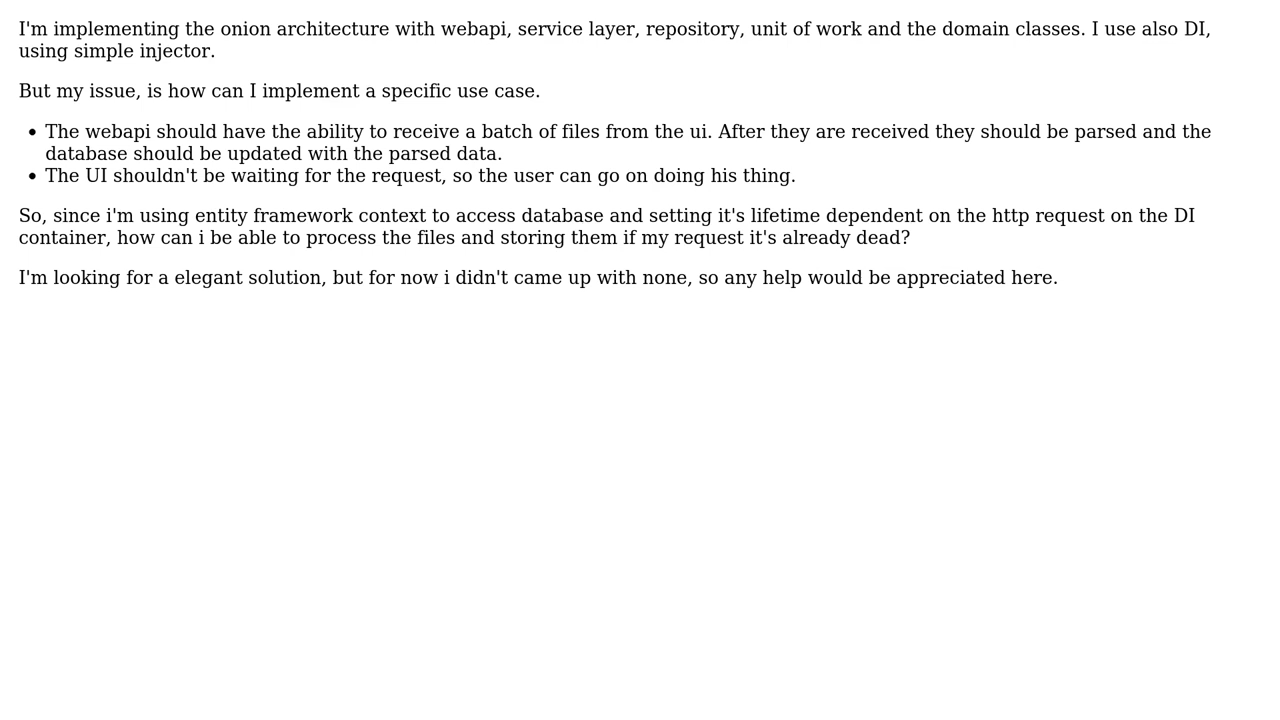 I'm implementing the onion architecture with webapi, service layer, repository, unit of work and the domain classes. I use also DI,
using simple injector.
But my issue, is how can I implement a specific use case.
• The webapi should have the ability to receive a batch of files from the ui. After they are received they should be parsed and the
database should be updated with the parsed data.
• The UI shouldn't be waiting for the request, so the user can go on doing his thing.
So, since i'm using entity framework context to access database and setting it's lifetime dependent on the http request on the DI
container, how can i be able to process the files and storing them if my request it's already dead?
I'm looking for a elegant solution, but for now i didn't came up with none, so any help would be appreciated here.